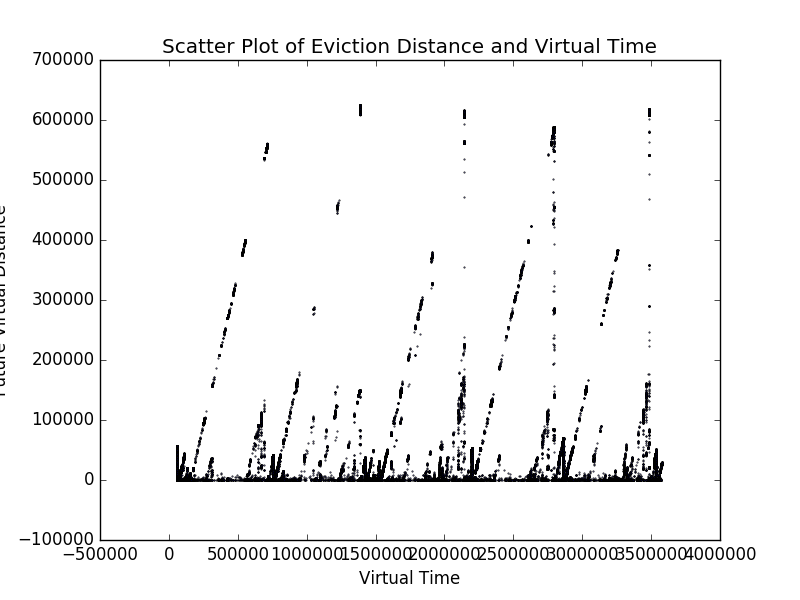 Scatter Plot of Eviction Distance and Virtual Time
700000
600000
500000
400000
300000
200000
100000
0
−100000
Future Virtual Distance
−500000 0 500000 1000000 1500000 2000000 2500000 3000000 3500000 4000000
Virtual Time